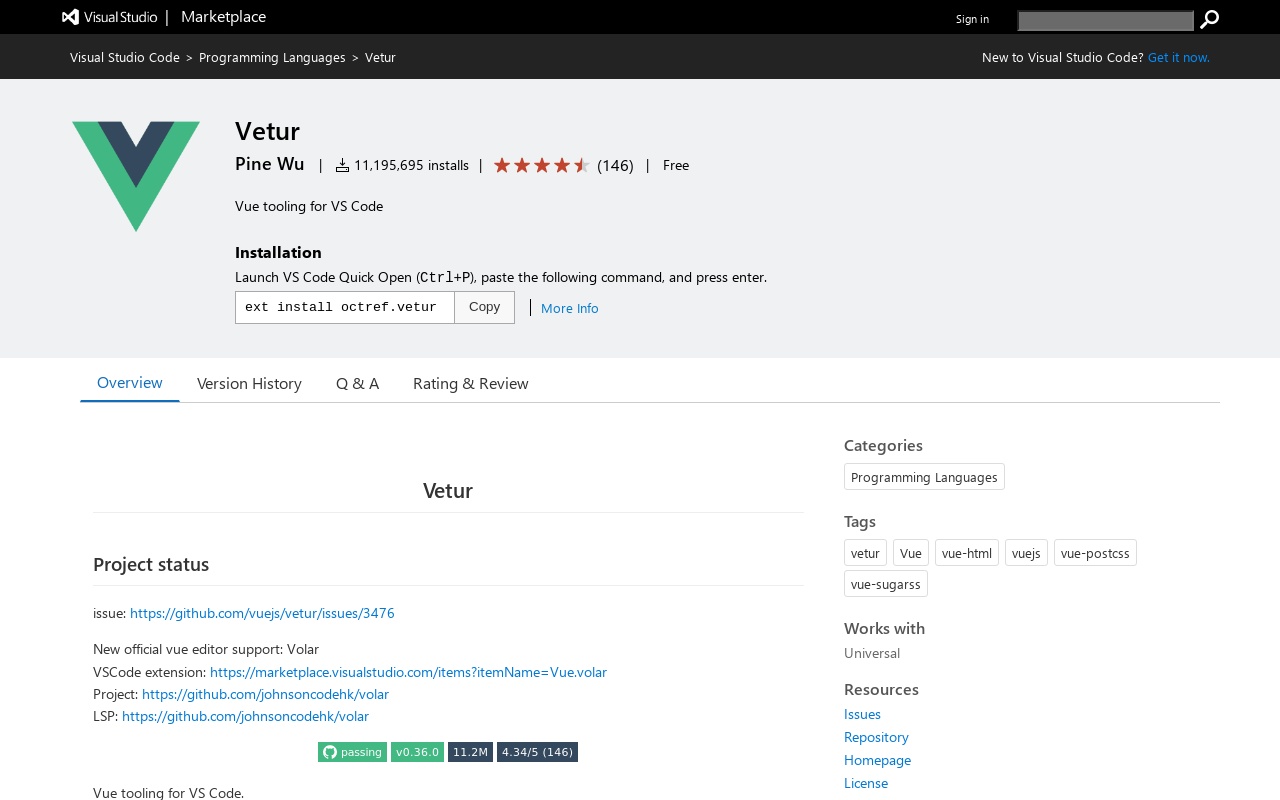 Visual Studio | Marketplace
Sign in
Visual Studio Code > Programming Languages > Vetur
New to Visual Studio Code? Get it now.
Vetur
Pine Wu | 11,195,695 installs | (146) | Free
Vue tooling for VS Code
Installation
Launch VS Code Quick Open (Ctrl+P), paste the following command, and press enter.
ext install octref.vetur Copy | More Info
Overview Version History Q & A Rating & Review
Vetur
Project status
issue: https://github.com/vuejs/vetur/issues/3476
New official vue editor support: Volar
VSCode extension: https://marketplace.visualstudio.com/items?itemName=Vue.volar
Project: https://github.com/johnsoncodehk/volar
LSP: https://github.com/johnsoncodehk/volar
passing v0.36.0 11.2M 4.34/5 (146)
Vue tooling for VS Code.
Categories
Programming Languages
Tags
vetur Vue vue-html vuejs vue-postcss
vue-sugarss
Works with
Universal
Resources
Issues
Repository
Homepage
License